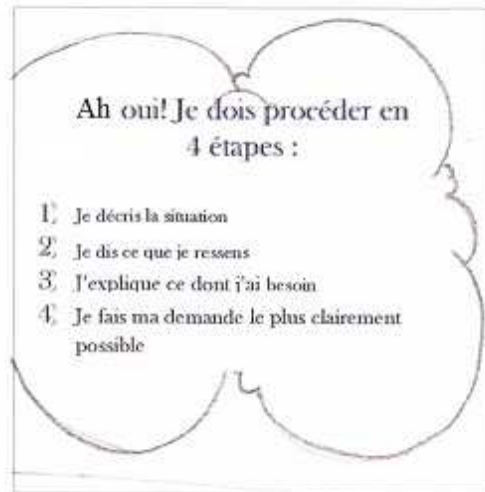 Ah oui! Je dois procéder en
4 étapes :
1. Je décris la situation
2. Je dis ce que je ressens
3. J'explique ce dont j'ai besoin
4. Je fais ma demande le plus clairement
possible